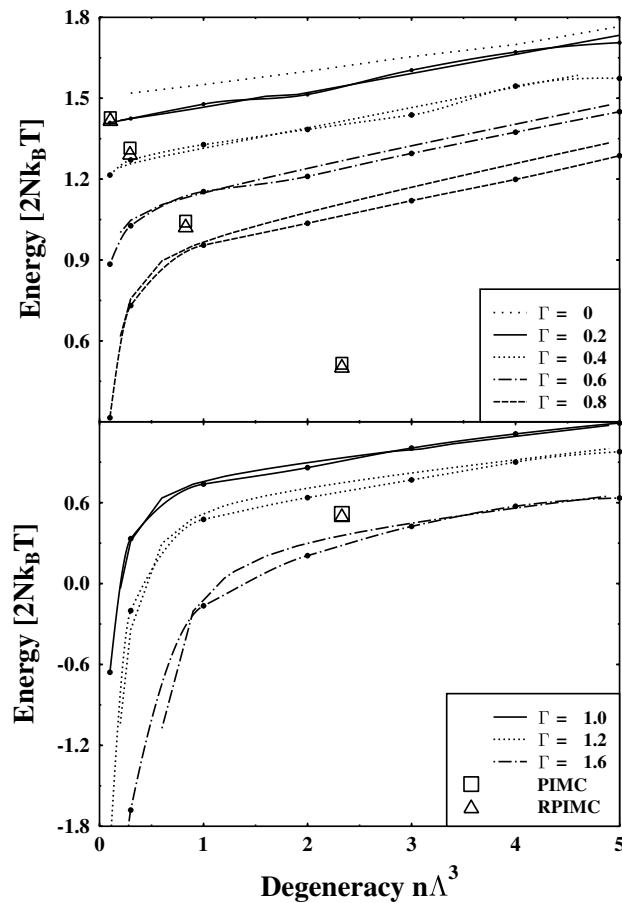 1.8
1.5
1.2
0.9
0.6
Energy [2Nk_BT]
Γ = 0
Γ = 0.2
Γ = 0.4
Γ = 0.6
Γ = 0.8
0.6
0.0
-0.6
-1.2
-1.8
Energy [2Nk_BT]
Γ = 1.0
Γ = 1.2
Γ = 1.6
PIMC
RPIMC
0 1 2 3 4 5
Degeneracy nΛ³